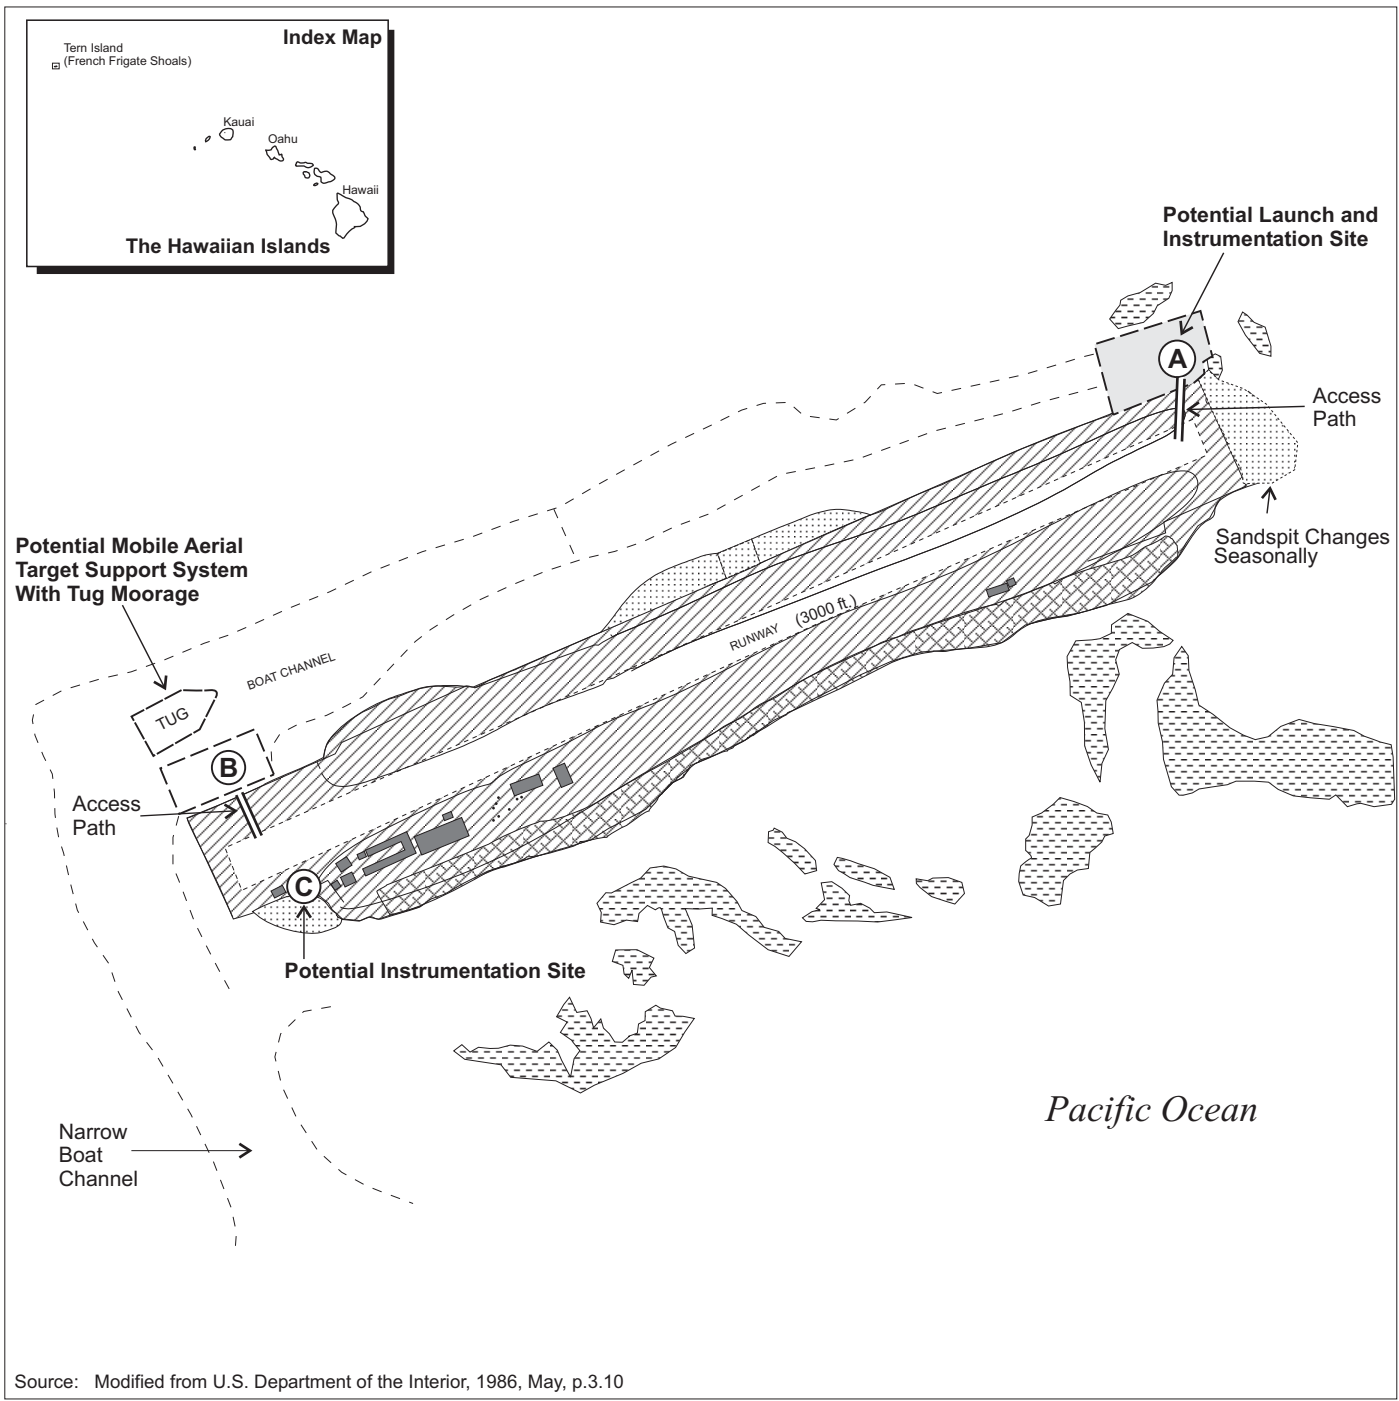 Index Map
Tern Island
(French Frigate Shoals)
Kauai
Oahu
Hawaii
The Hawaiian Islands
Potential Launch and
Instrumentation Site
A
Access
Path
Sandspit Changes
Seasonally
Potential Mobile Aerial
Target Support System
With Tug Moorage
RUNWAY (3000 ft.)
BOAT CHANNEL
TUG
B
Access
Path
C
Potential Instrumentation Site
Pacific Ocean
Narrow
Boat
Channel
Source: Modified from U.S. Department of the Interior, 1986, May, p.3.10